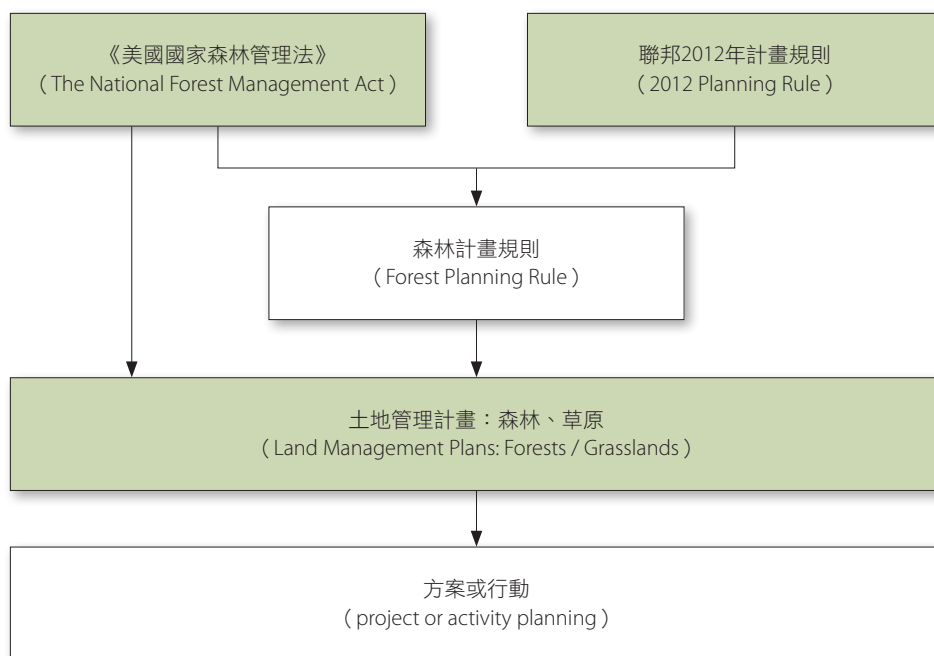 《美國國家森林管理法》
( The National Forest Management Act )
聯邦2012年計畫規則
( 2012 Planning Rule )
森林計畫規則
( Forest Planning Rule )
土地管理計畫：森林、草原
( Land Management Plans: Forests / Grasslands )
方案或行動
( project or activity planning )